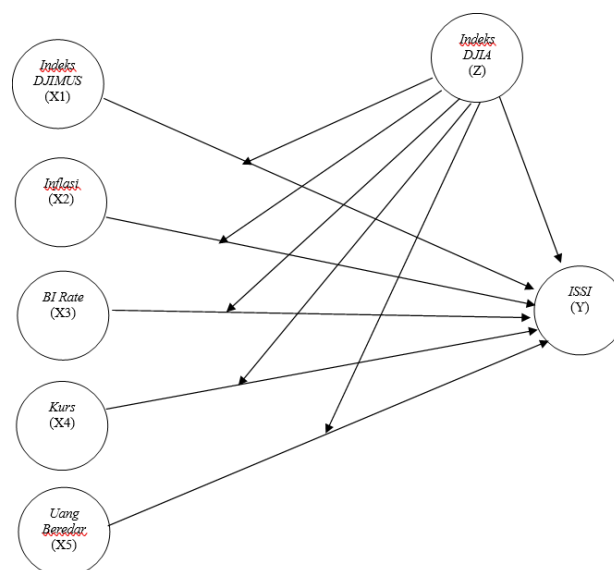 Indeks
DJIMUS
(X1)
Indeks
DJIA
(Z)
Inflasi
(X2)
BI Rate
(X3)
ISSI
(Y)
Kurs
(X4)
Uang
Beredar
(X5)